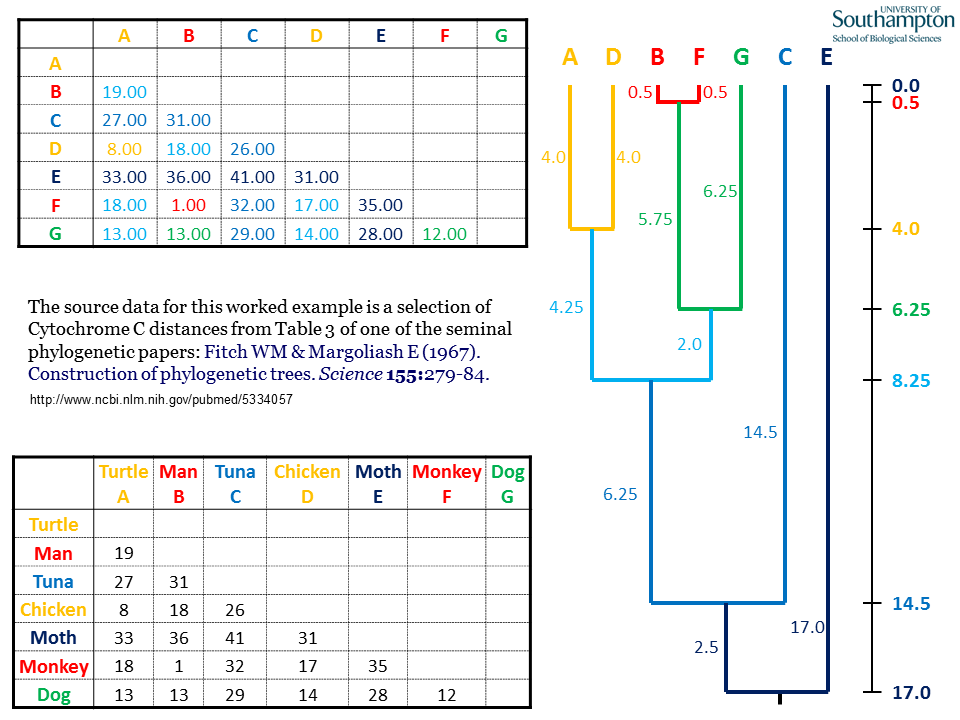 UNIVERSITY OF
Southampton
School of Biological Sciences
A B C D E F G
A
B 19.00
C 27.00 31.00
D 8.00 18.00 26.00
E 33.00 36.00 41.00 31.00
F 18.00 1.00 32.00 17.00 35.00
G 13.00 13.00 29.00 14.00 28.00 12.00
The source data for this worked example is a selection of
Cytochrome C distances from Table 3 of one of the seminal
phylogenetic papers: Fitch WM & Margoliash E (1967).
Construction of phylogenetic trees. Science 155:279-84.
http://www.ncbi.nlm.nih.gov/pubmed/5334057
Turtle Man Tuna Chicken Moth Monkey Dog
A B C D E F G
Turtle
Man 19
Tuna 27 31
Chicken 8 18 26
Moth 33 36 41 31
Monkey 18 1 32 17 35
Dog 13 13 29 14 28 12
A D B F G C E
0.5 0.5 0.0
0.5
4.0 4.0
6.25
5.75
4.0
4.25 6.25
2.0
8.25
14.5
6.25
14.5
17.0
2.5
17.0